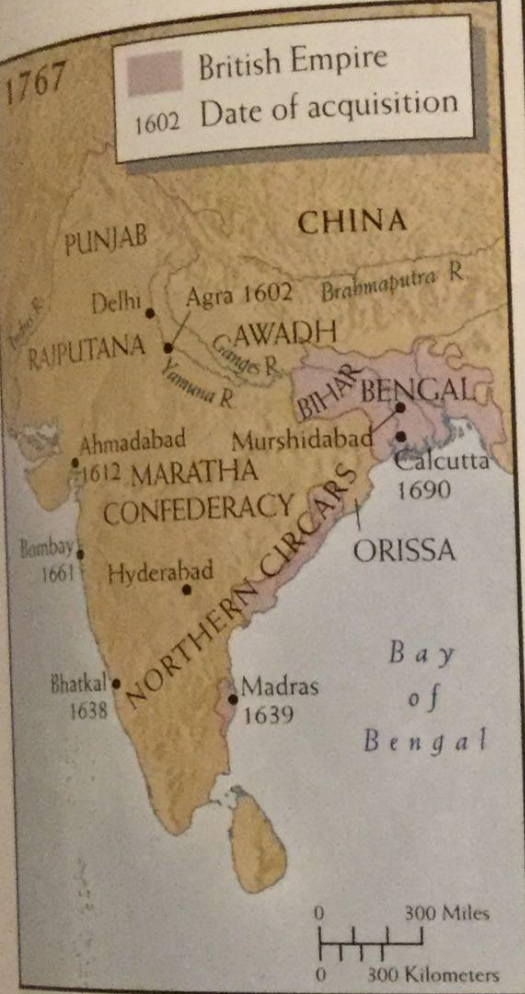 1767
British Empire
1602 Date of acquisition
PUNJAB
CHINA
Indus R
Delhi
Agra 1602
Brahmaputra R
RAJPUTANA
AWADH
Ganges R
Yamuna R
BIHAR
BENGAL
Ahmadabad
1612
Murshidabad
MARATHA
CONFEDERACY
Calcutta
1690
Bombay
1661
Hyderabad
NORTHERN CIRCARS
ORISSA
Bhatkal
1638
Madras
1639
Bay
of
Bengal
0 300 Miles
0 300 Kilometers